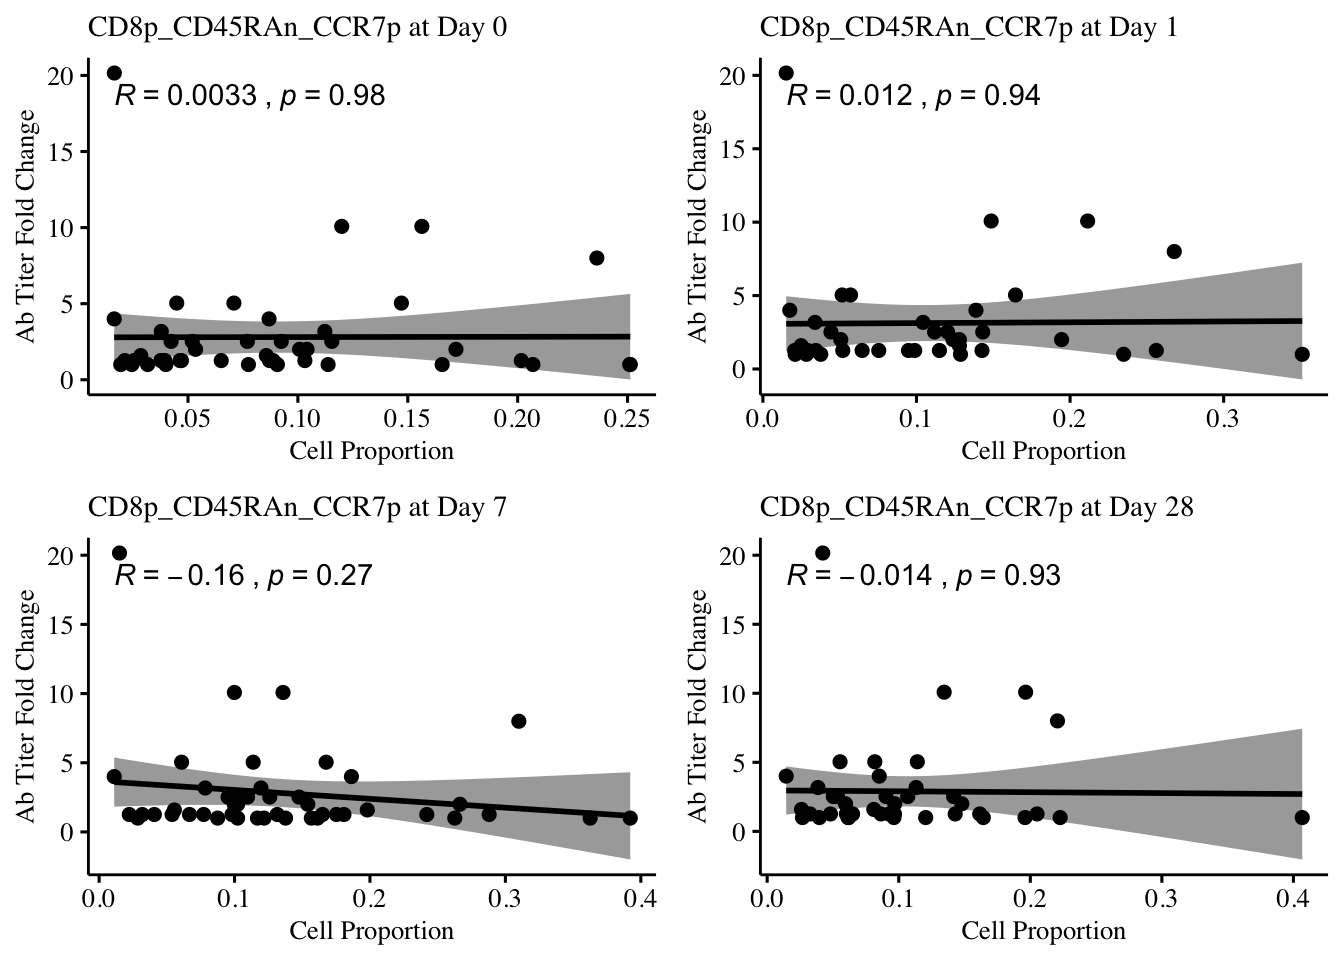 CD8p_CD45RAn_CCR7p at Day 0
20
R = 0.0033 , p = 0.98
15
10
5
0
Ab Titer Fold Change
0.05 0.10 0.15 0.20 0.25
Cell Proportion
CD8p_CD45RAn_CCR7p at Day 1
20
R = 0.012 , p = 0.94
15
10
5
0
Ab Titer Fold Change
0.0 0.1 0.2 0.3
Cell Proportion
CD8p_CD45RAn_CCR7p at Day 7
20
R = −0.16 , p = 0.27
15
10
5
0
Ab Titer Fold Change
0.0 0.1 0.2 0.3 0.4
Cell Proportion
CD8p_CD45RAn_CCR7p at Day 28
20
R = −0.014 , p = 0.93
15
10
5
0
Ab Titer Fold Change
0.0 0.1 0.2 0.3 0.4
Cell Proportion